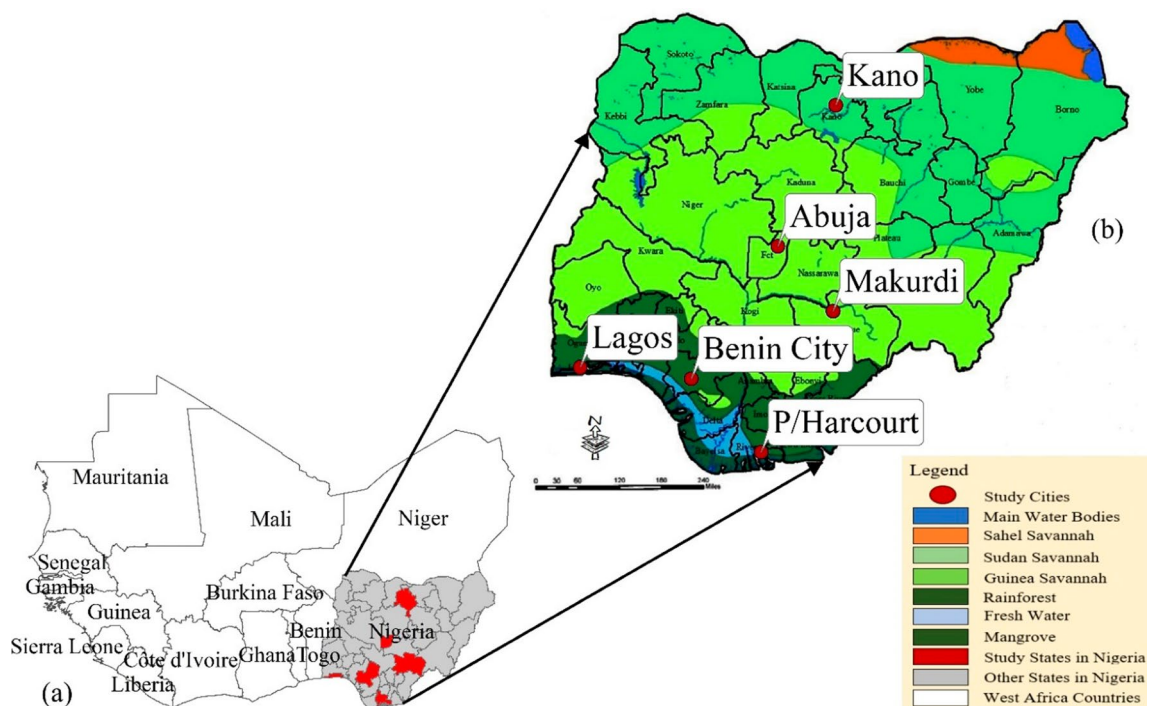 Sokoto
Katsina
Kano
Yobe
Zamfara
Kebbi
Kano
Borno
Kaduna
Bauchi
Gombe
Niger
Abuja
Adamawa
(b)
Plateau
Fct
Kwara
Nassarawa
Makurdi
Oyo
Kogi
Lagos
Benin City
Ebonyi
P/Harcourt
Imo
Delta
N
0 30 60 120 180 240
Miles
Mauritania
Mali
Niger
Senegal
Gambia
Burkina Faso
Guinea
Benin
Nigeria
Sierra Leone
Côte d'Ivoire
Ghana
Togo
Liberia
(a)
Legend
Study Cities
Main Water Bodies
Sahel Savannah
Sudan Savannah
Guinea Savannah
Rainforest
Fresh Water
Mangrove
Study States in Nigeria
Other States in Nigeria
West Africa Countries